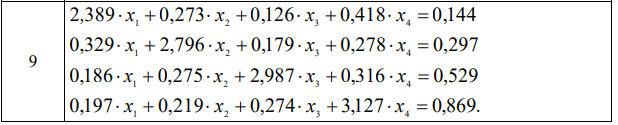 9
2,389·x₁+0,273·x₂+0,126·x₃+0,418·x₄=0,144
0,329·x₁+2,796·x₂+0,179·x₃+0,278·x₄=0,297
0,186·x₁+0,275·x₂+2,987·x₃+0,316·x₄=0,529
0,197·x₁+0,219·x₂+0,274·x₃+3,127·x₄=0,869.